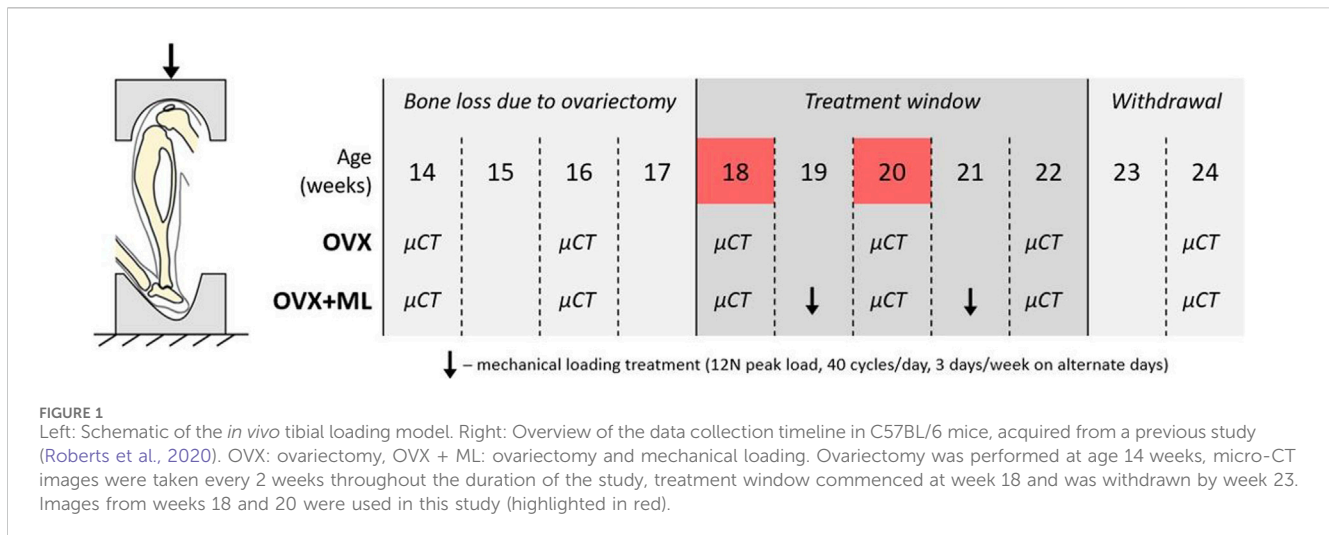 Bone loss due to ovariectomy Treatment window Withdrawal
Age (weeks) 14 15 16 17 18 19 20 21 22 23 24
OVX μCT μCT μCT μCT μCT μCT
OVX+ML μCT μCT μCT ↓ μCT ↓ μCT μCT
↓ – mechanical loading treatment (12N peak load, 40 cycles/day, 3 days/week on alternate days)
FIGURE 1
Left: Schematic of the in vivo tibial loading model. Right: Overview of the data collection timeline in C57BL/6 mice, acquired from a previous study
(Roberts et al., 2020). OVX: ovariectomy, OVX + ML: ovariectomy and mechanical loading. Ovariectomy was performed at age 14 weeks, micro-CT
images were taken every 2 weeks throughout the duration of the study, treatment window commenced at week 18 and was withdrawn by week 23.
Images from weeks 18 and 20 were used in this study (highlighted in red).